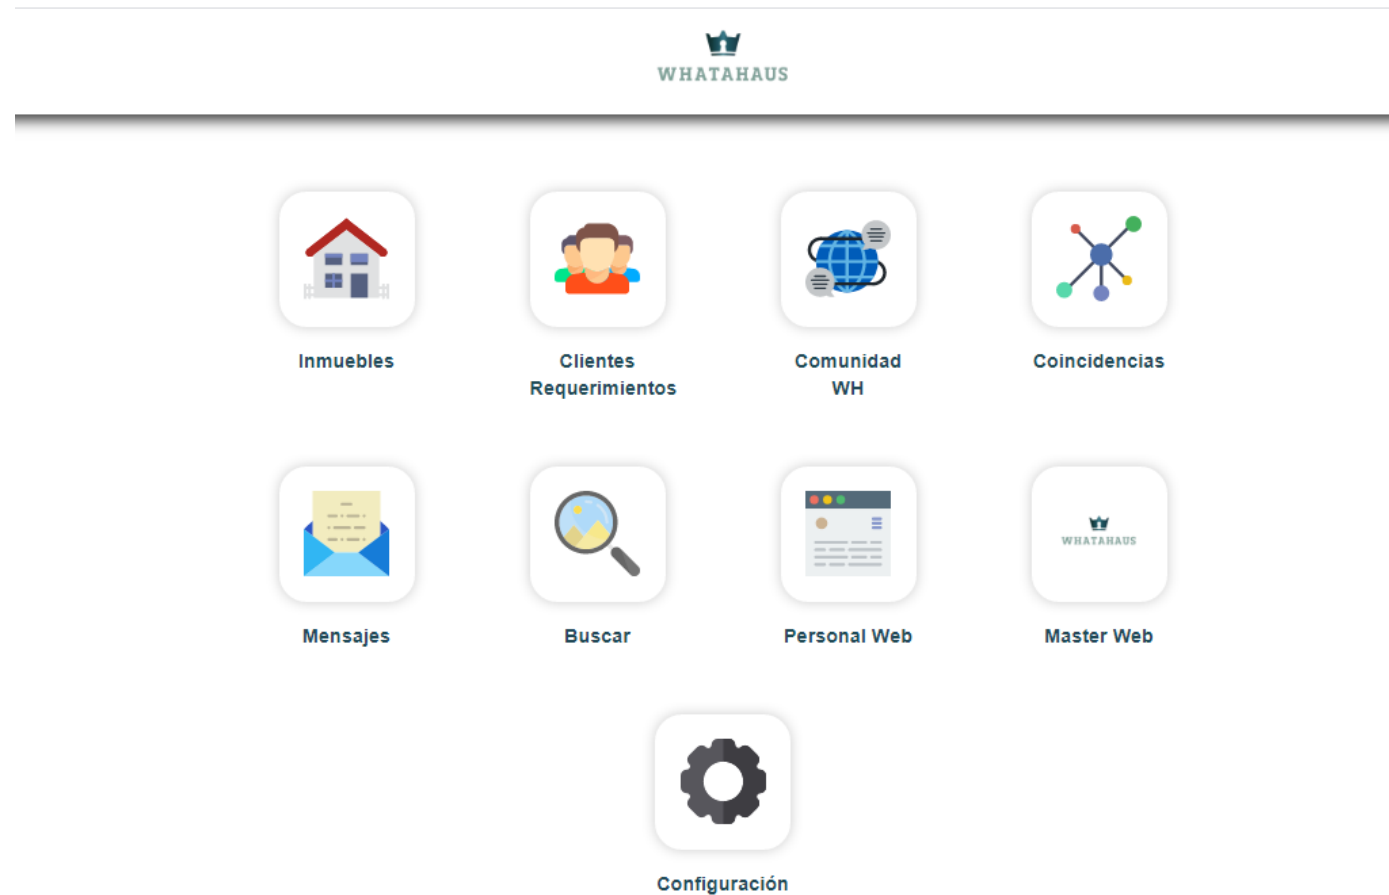 WHATAHAUS
Inmuebles
Clientes
Requerimientos
Comunidad
WH
Coincidencias
WHATAHAUS
Mensajes
Buscar
Personal Web
Master Web
Configuración